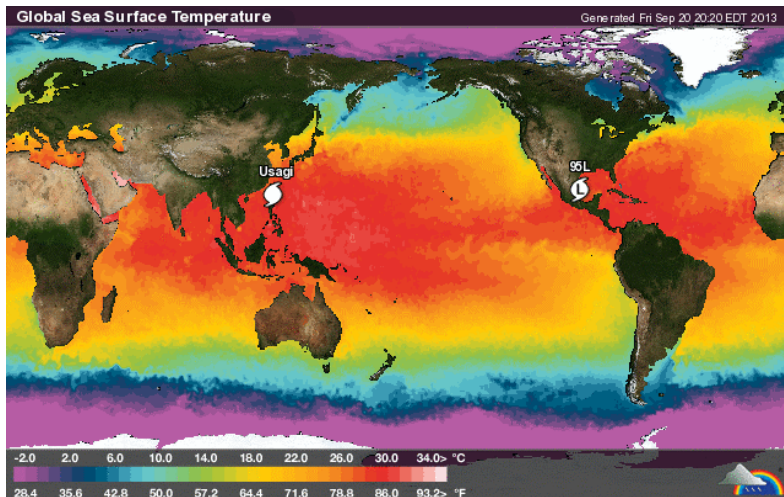 Global Sea Surface Temperature
Generated Fri Sep 20 20:20 EDT 2013
Usagi
95L
L
-2.0 2.0 6.0 10.0 14.0 18.0 22.0 26.0 30.0 34.0> °C
28.4 35.6 42.8 50.0 57.2 64.4 71.6 78.8 86.0 93.2> °F